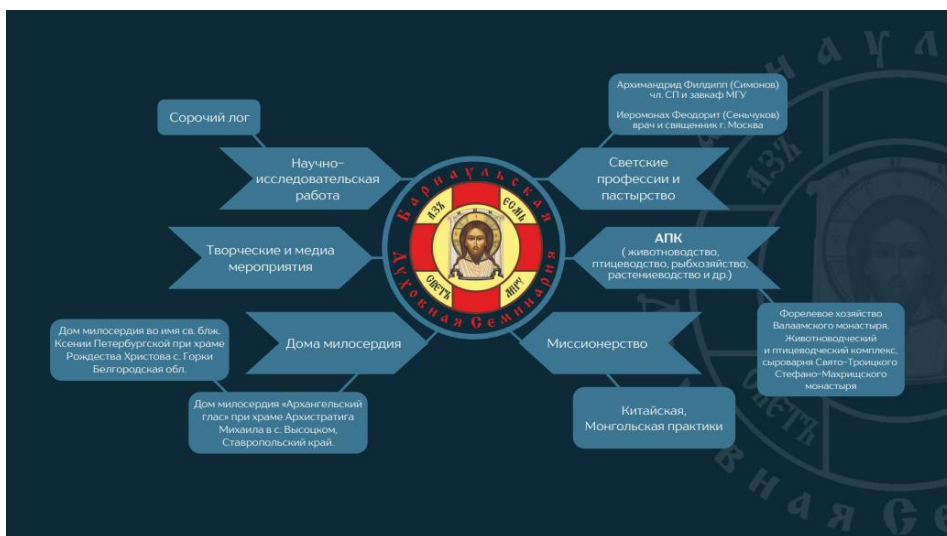 Сорочий лог
Научно-
исследовательская
работа
Творческие и медиа
мероприятия
Дом милосердия во имя св. блж.
Ксении Петербургской при храме
Рождества Христова с. Горки
Белгородская обл.
Дома милосердия
Дом милосердия «Архангельский
глас» при храме Архистратига
Михаила в с. Высоцком,
Ставропольский край.
Барнаульская
Духовная Семинария
АЗЪ
ЕСМЬ
СВЕТЪ
МІРУ
Архимандрид Филдипп (Симонов)
чл. СП и завкаф МГУ
Иеромонах Феодорит (Сеньчуков)
врач и священник г. Москва
Светские
профессии и
пастырство
АПК
( животноводство,
птицеводство, рыбхозяйство,
растениеводство и др.)
Форелевое хозяйство
Валаамского монастыря.
Животноводческий
и птицеводческий комплекс,
сыроварня Свято-Троицкого
Стефано-Махрищского
монастыря
Миссионерство
Китайская,
Монгольская практики